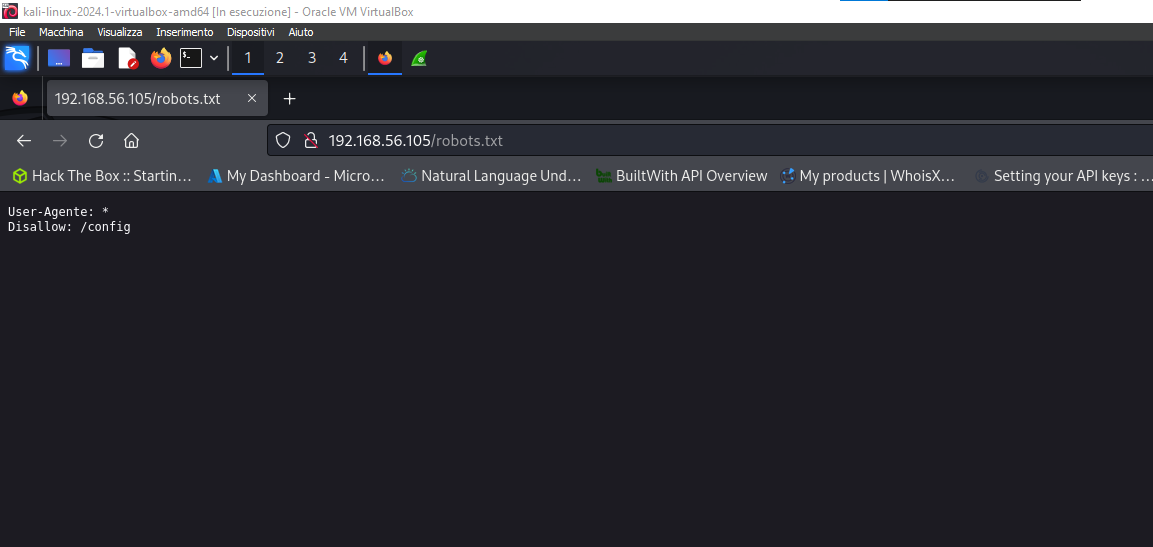 kali-linux-2024.1-virtualbox-amd64 [In esecuzione] - Oracle VM VirtualBox
File Macchina Visualizza Inserimento Dispositivi Aiuto
1 2 3 4
192.168.56.105/robots.txt
192.168.56.105/robots.txt
Hack The Box :: Startin... My Dashboard - Micro... Natural Language Und... BuiltWith API Overview My products | WhoisX... Setting your API keys : ...
User-Agente: *
Disallow: /config